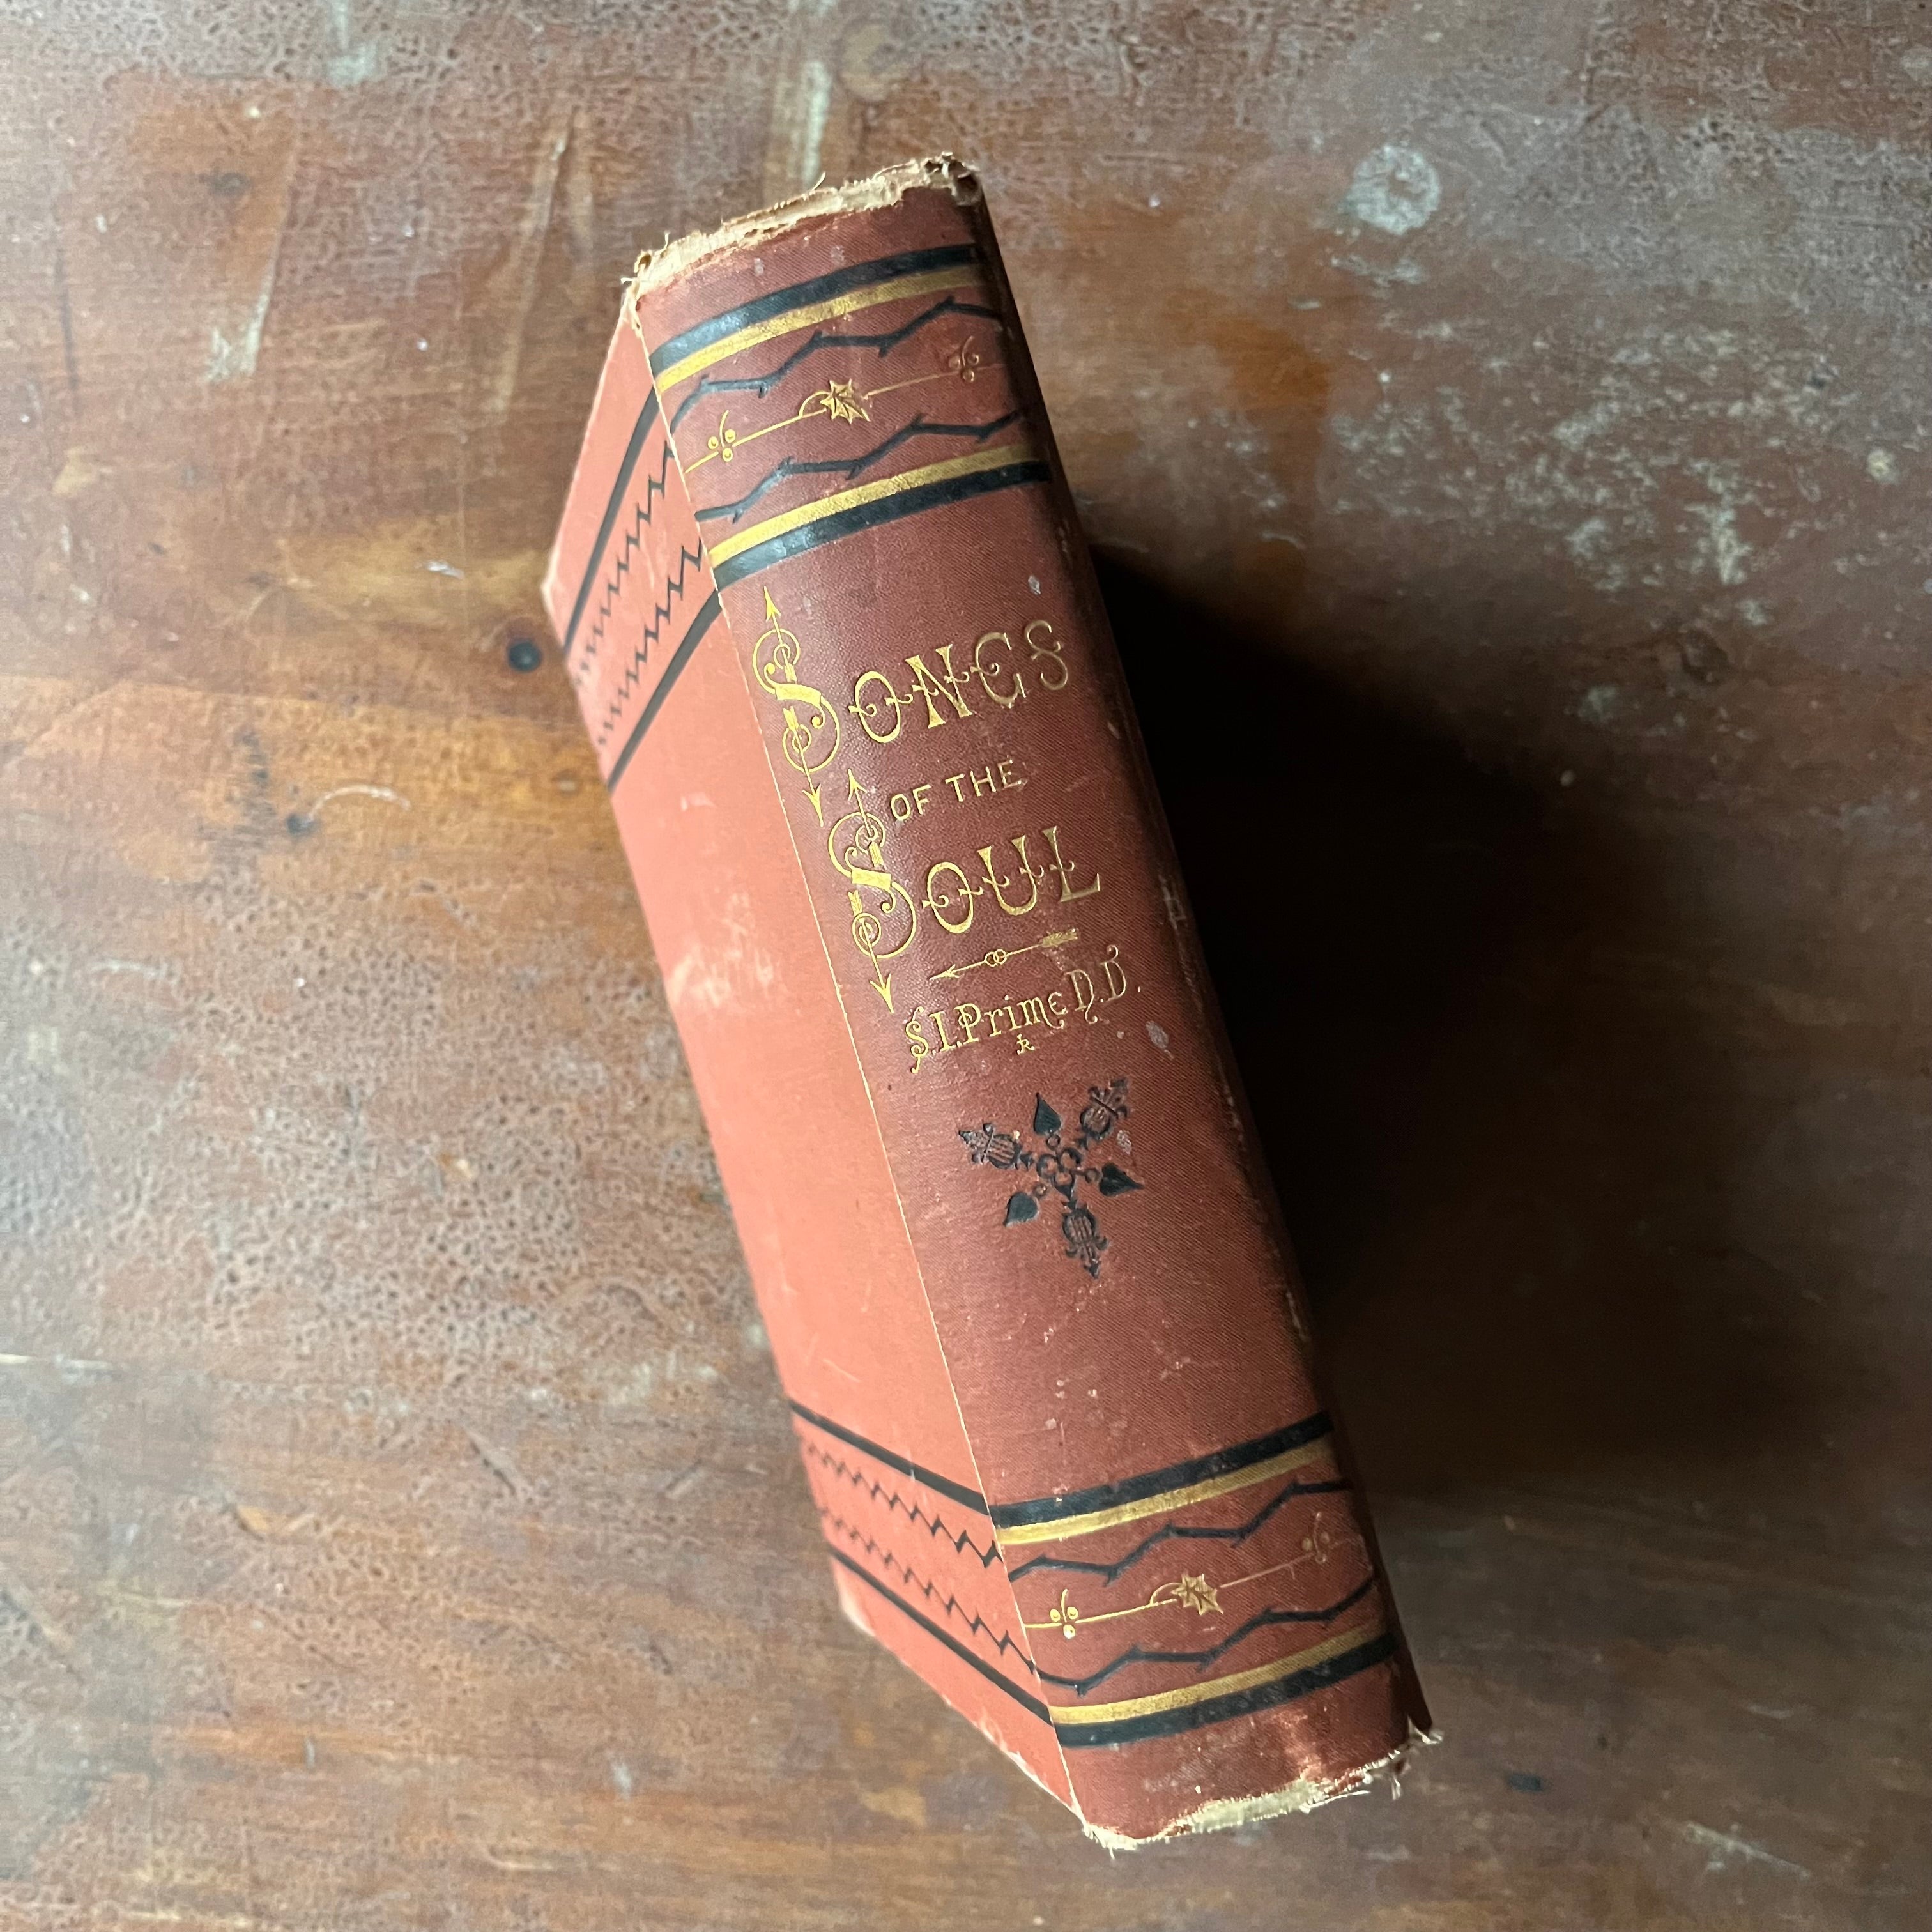 SONGS
OF THE
SOUL
S.I.Prime D.D.